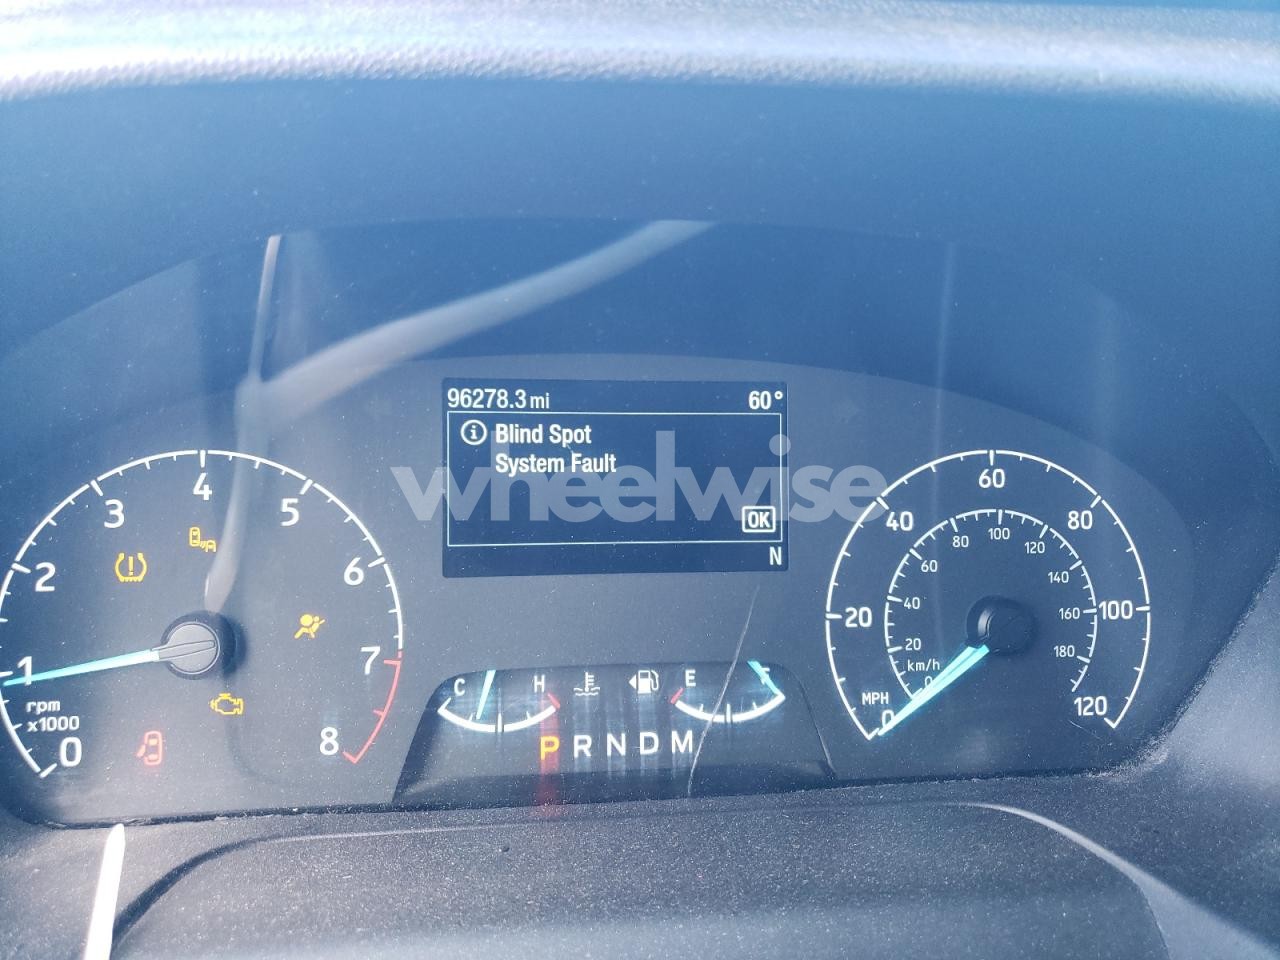 96278.3 mi 60°
Blind Spot
System Fault
OK
N
wheelwise
0 1 2 3 4 5 6 7 8
rpm
x1000
C H E F
P R N D M
0 20 40 60 80 100 120
MPH
0 20 40 60 80 100 120 140 160 180
km/h